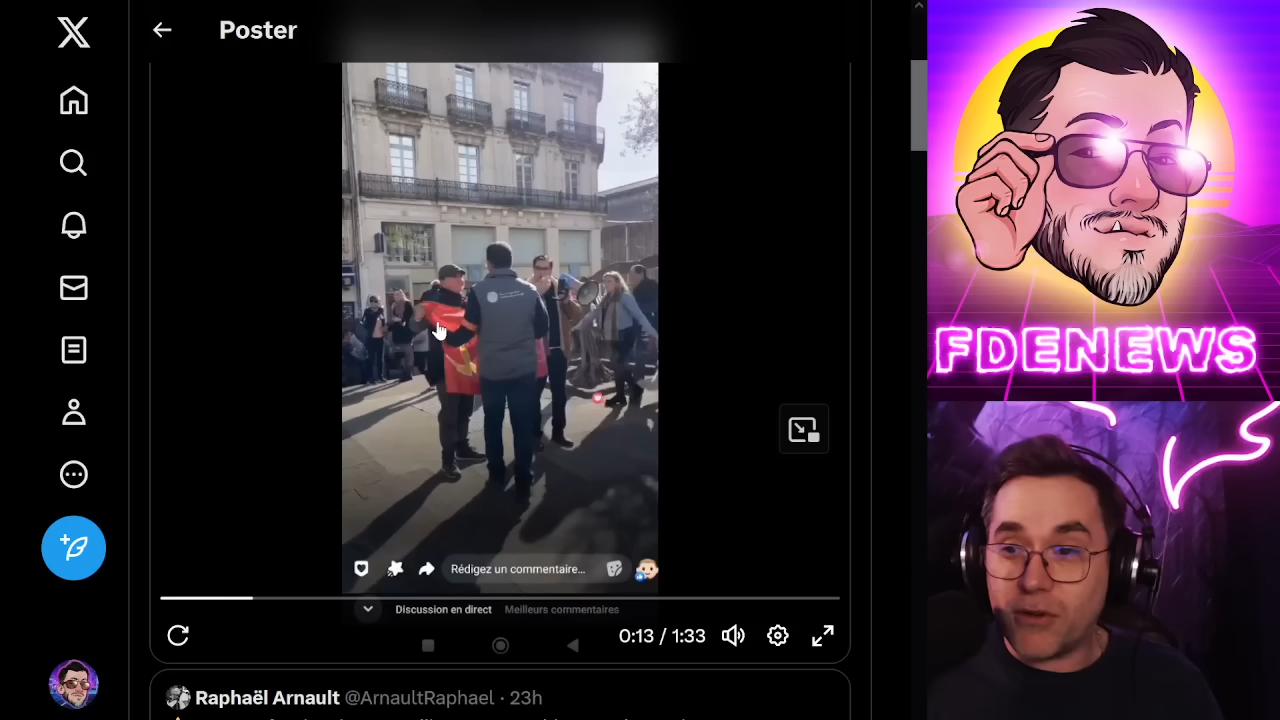 Poster
Rédigez un commentaire...
Discussion en direct Meilleurs commentaires
0:13 / 1:33
Raphaël Arnault @ArnaultRaphael · 23h
FDENEWS